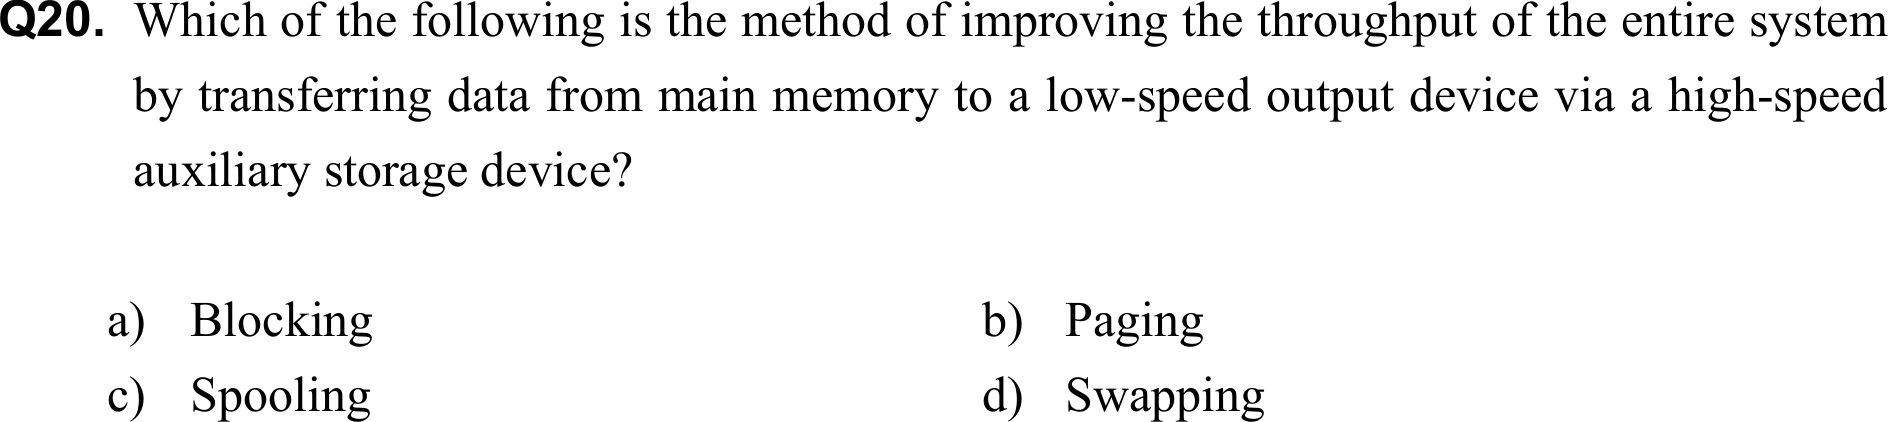 Q20. Which of the following is the method of improving the throughput of the entire system
by transferring data from main memory to a low-speed output device via a high-speed
auxiliary storage device?
a) Blocking b) Paging
c) Spooling d) Swapping